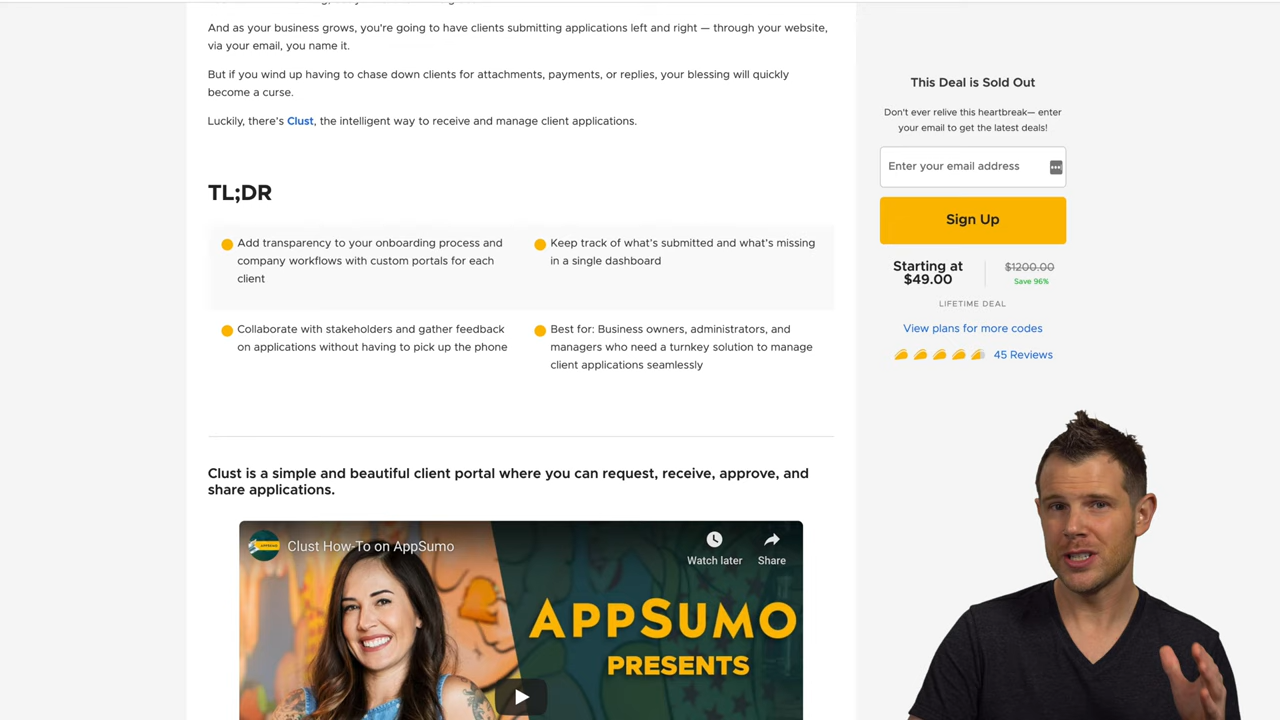 And as your business grows, you're going to have clients submitting applications left and right — through your website,
via your email, you name it.
But if you wind up having to chase down clients for attachments, payments, or replies, your blessing will quickly
become a curse.
Luckily, there's Clust, the intelligent way to receive and manage client applications.
TL;DR
Add transparency to your onboarding process and
company workflows with custom portals for each
client
Keep track of what's submitted and what's missing
in a single dashboard
Collaborate with stakeholders and gather feedback
on applications without having to pick up the phone
Best for: Business owners, administrators, and
managers who need a turnkey solution to manage
client applications seamlessly
Clust is a simple and beautiful client portal where you can request, receive, approve, and
share applications.
Clust How-To on AppSumo
Watch later
Share
APPSUMO
PRESENTS
This Deal is Sold Out
Don't ever relive this heartbreak— enter
your email to get the latest deals!
Enter your email address
Sign Up
Starting at
$49.00
$1200.00
Save 96%
LIFETIME DEAL
View plans for more codes
45 Reviews